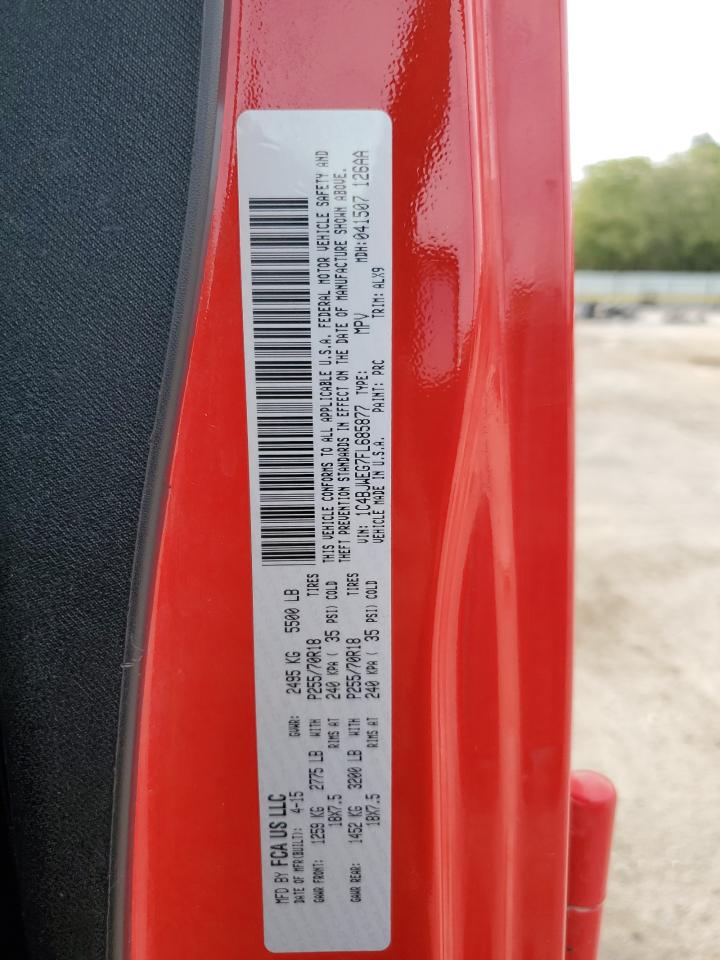 MFD BY FCA US LLC
DATE OF MFR(BUILT): 4-15 GVWR: 2495 KG 5500 LB
GAWR FRONT: 1259 KG 2775 LB WITH P255/70R18 TIRES
18X7.5 RIMS AT 240 KPA ( 35 PSI) COLD
GAWR REAR: 1452 KG 3200 LB WITH P255/70R18 TIRES
18X7.5 RIMS AT 240 KPA ( 35 PSI) COLD
THIS VEHICLE CONFORMS TO ALL APPLICABLE U.S.A. FEDERAL MOTOR VEHICLE SAFETY AND
THEFT PREVENTION STANDARDS IN EFFECT ON THE DATE OF MANUFACTURE SHOWN ABOVE.
VIN: 1C4BJWEG7FL685877 TYPE: MPV MDH:041507 126AA
VEHICLE MADE IN U.S.A. PAINT: PRC TRIM: ALX9